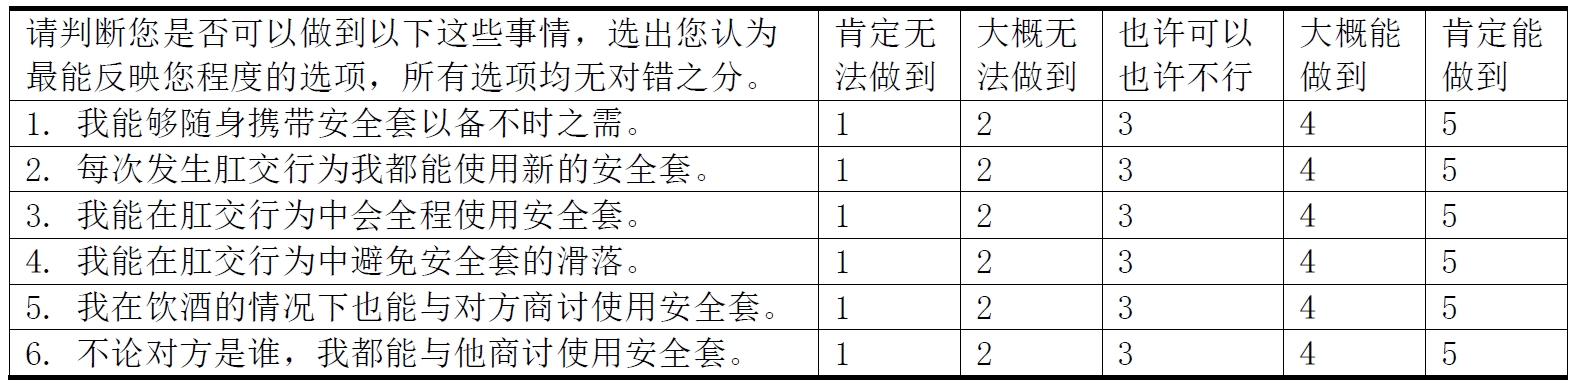 请判断您是否可以做到以下这些事情，选出您认为 肯定无 大概无 也许可以 大概能 肯定能
最能反映您程度的选项，所有选项均无对错之分。 法做到 法做到 也许不行 做到 做到
1. 我能够随身携带安全套以备不时之需。 1 2 3 4 5
2. 每次发生肛交行为我都能使用新的安全套。 1 2 3 4 5
3. 我能在肛交行为中会全程使用安全套。 1 2 3 4 5
4. 我能在肛交行为中避免安全套的滑落。 1 2 3 4 5
5. 我在饮酒的情况下也能与对方商讨使用安全套。 1 2 3 4 5
6. 不论对方是谁，我都能与他商讨使用安全套。 1 2 3 4 5